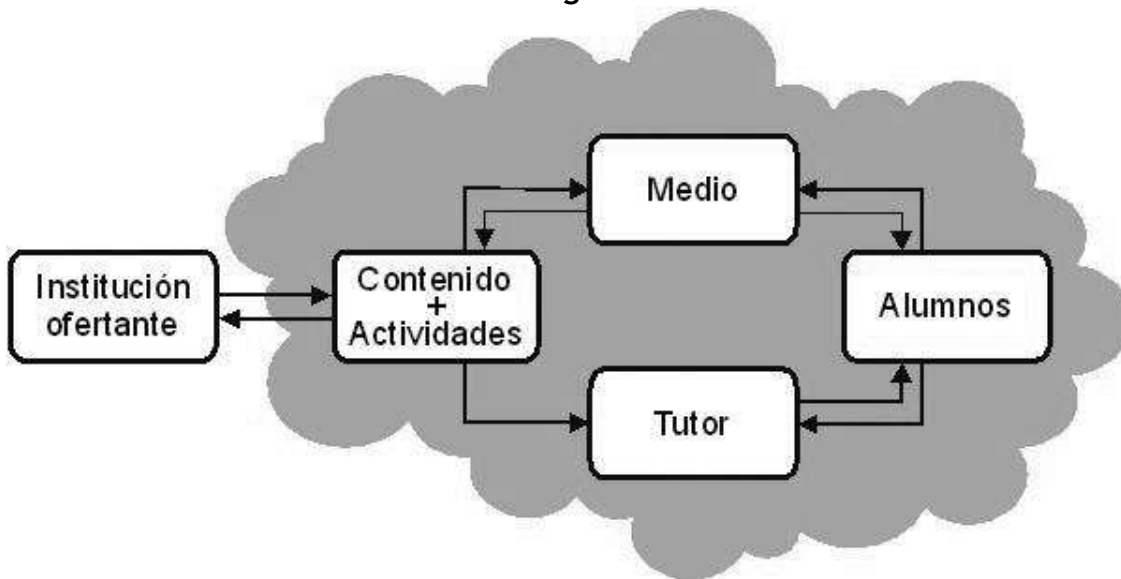 g
Medio
Institución
ofertante
Contenido
+
Actividades
Alumnos
Tutor